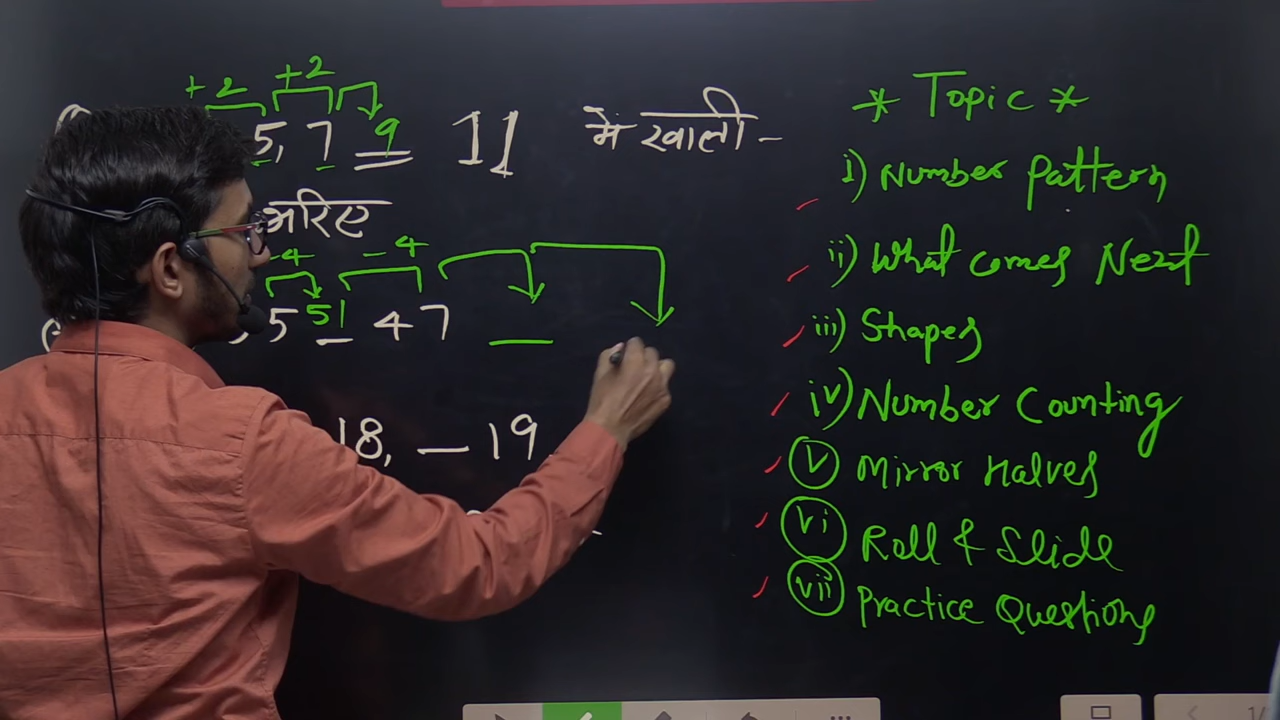 +2 +2
5, 7 9 11 में खाली -
भरिए
-4 -4
5 51 47
18, 19
* Topic *
i) Number Pattern
ii) What comes Next
iii) Shapes
iv) Number Counting
v Mirror Halves
vi Roll & Slide
vii Practice Questions
1/